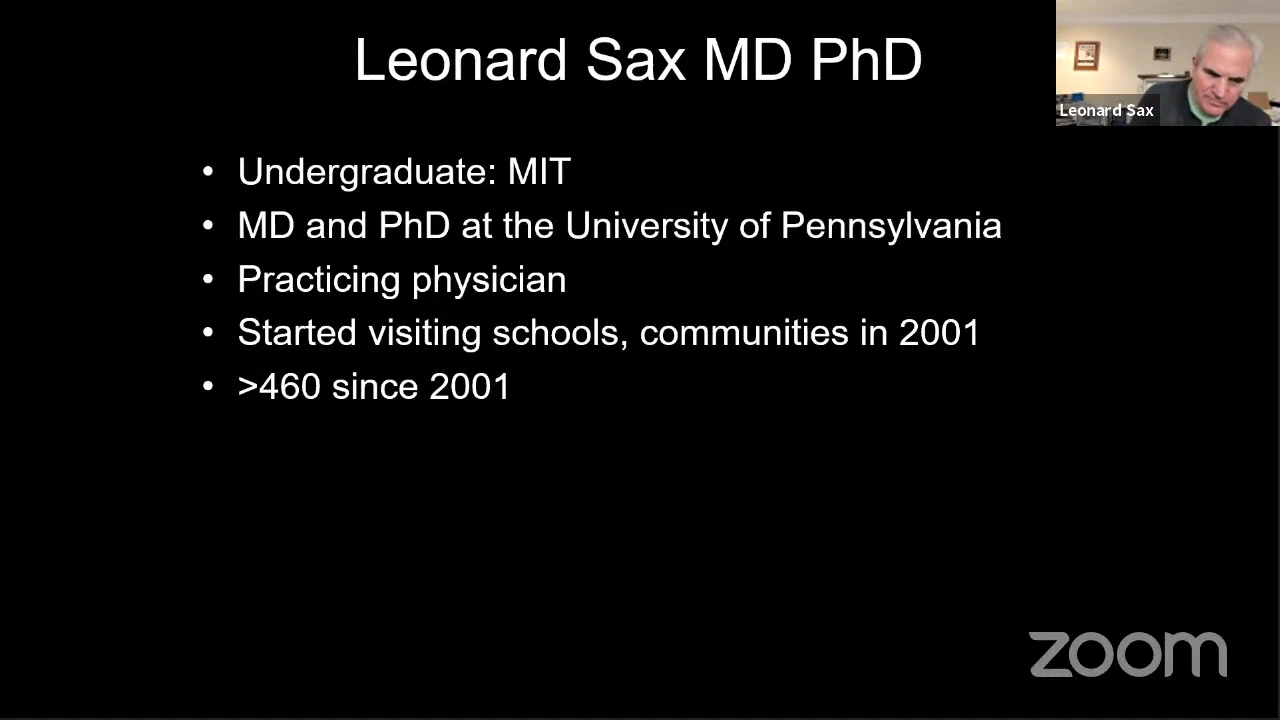 Leonard Sax MD PhD
Leonard Sax
• Undergraduate: MIT
• MD and PhD at the University of Pennsylvania
• Practicing physician
• Started visiting schools, communities in 2001
• >460 since 2001
zoom